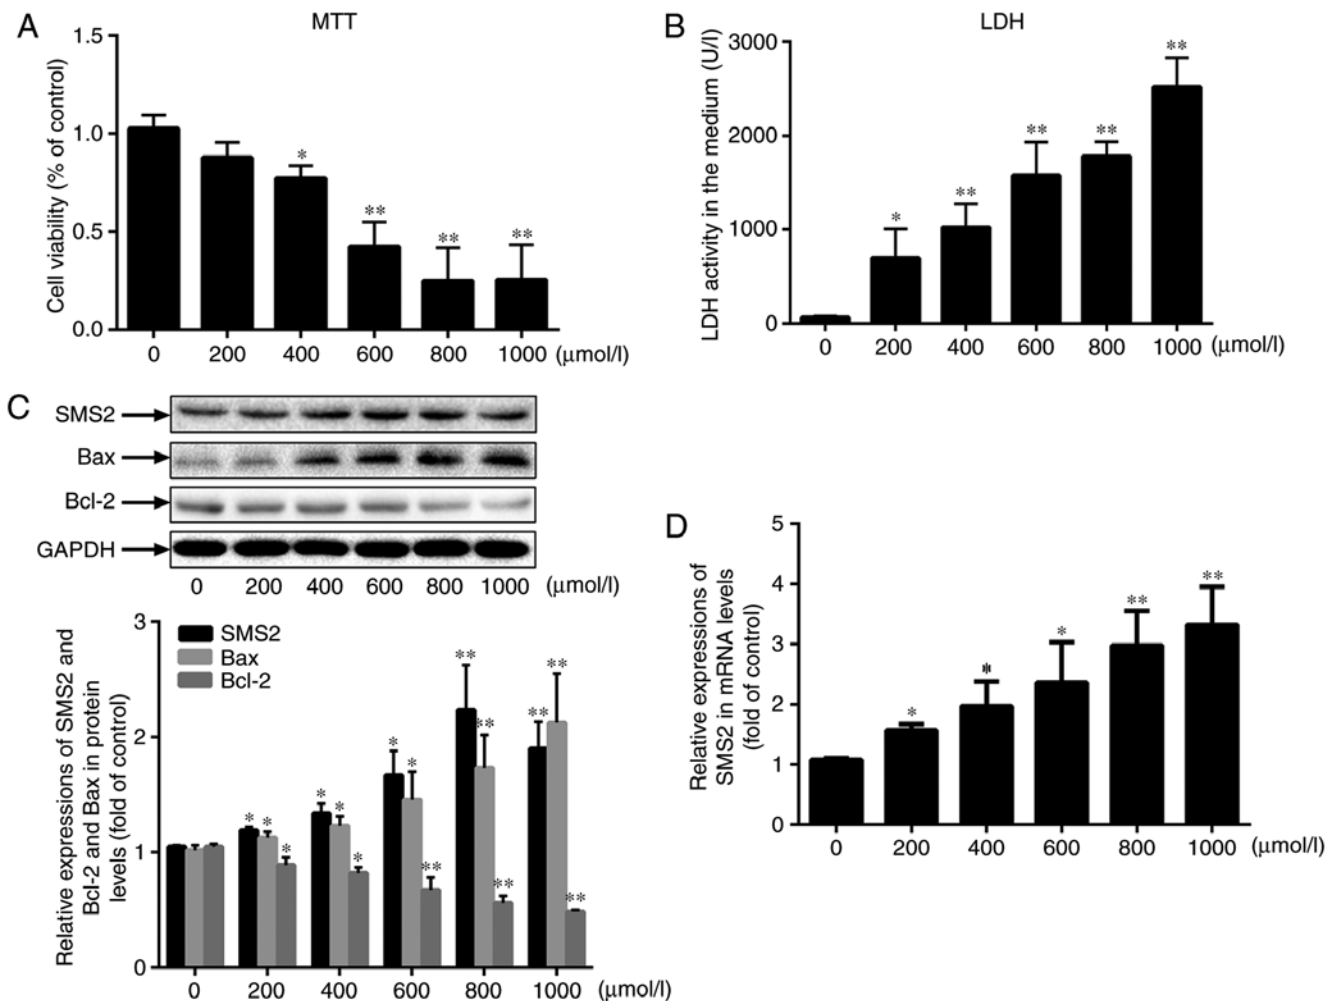 A
MTT
Cell viability (% of control)
1.5
1.0
0.5
0.0
*
**
**
**
0 200 400 600 800 1000 (μmol/l)
B
LDH
LDH activity in the medium (U/l)
3000
2000
1000
0
*
**
**
**
**
0 200 400 600 800 1000 (μmol/l)
C
SMS2
Bax
Bcl-2
GAPDH
0 200 400 600 800 1000 (μmol/l)
Relative expressions of SMS2 and
Bcl-2 and Bax in protein
levels (fold of control)
3
2
1
0
SMS2
Bax
Bcl-2
* * *
* * *
* * **
** ** **
** ** **
0 200 400 600 800 1000 (μmol/l)
D
Relative expressions of
SMS2 in mRNA levels
(fold of control)
5
4
3
2
1
0
*
*
*
**
**
0 200 400 600 800 1000 (μmol/l)